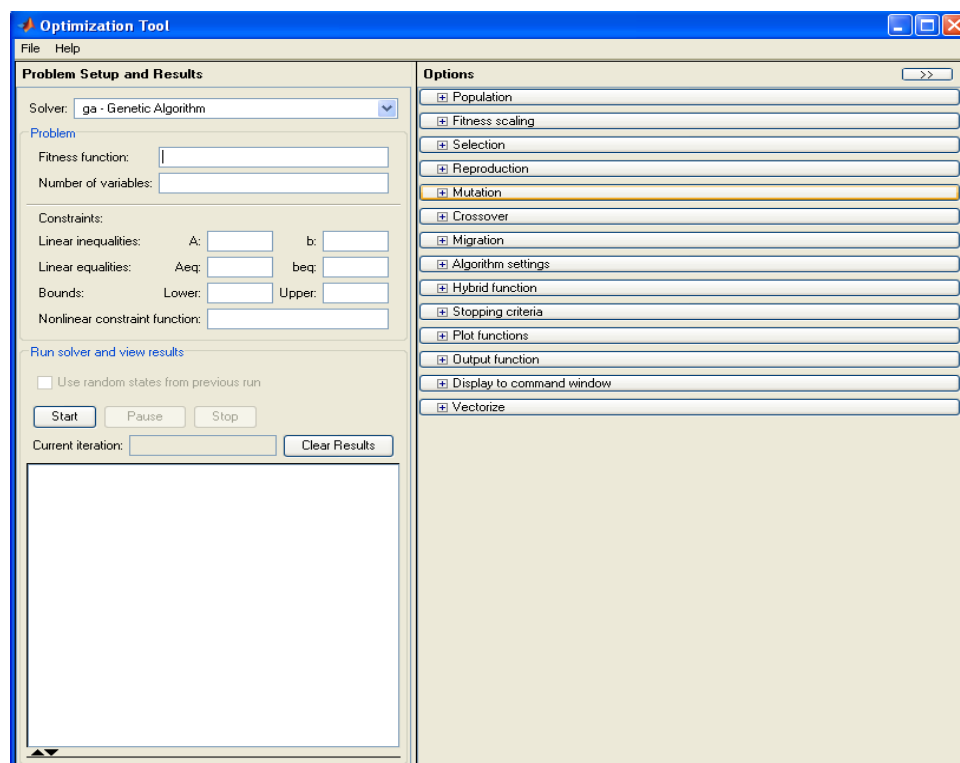 Optimization Tool
File Help
Problem Setup and Results
Solver: ga - Genetic Algorithm
Problem
Fitness function:
Number of variables:
Constraints:
Linear inequalities: A: b:
Linear equalities: Aeq: beq:
Bounds: Lower: Upper:
Nonlinear constraint function:
Run solver and view results
Use random states from previous run
Start Pause Stop
Current iteration: Clear Results
Options >>
Population
Fitness scaling
Selection
Reproduction
Mutation
Crossover
Migration
Algorithm settings
Hybrid function
Stopping criteria
Plot functions
Output function
Display to command window
Vectorize